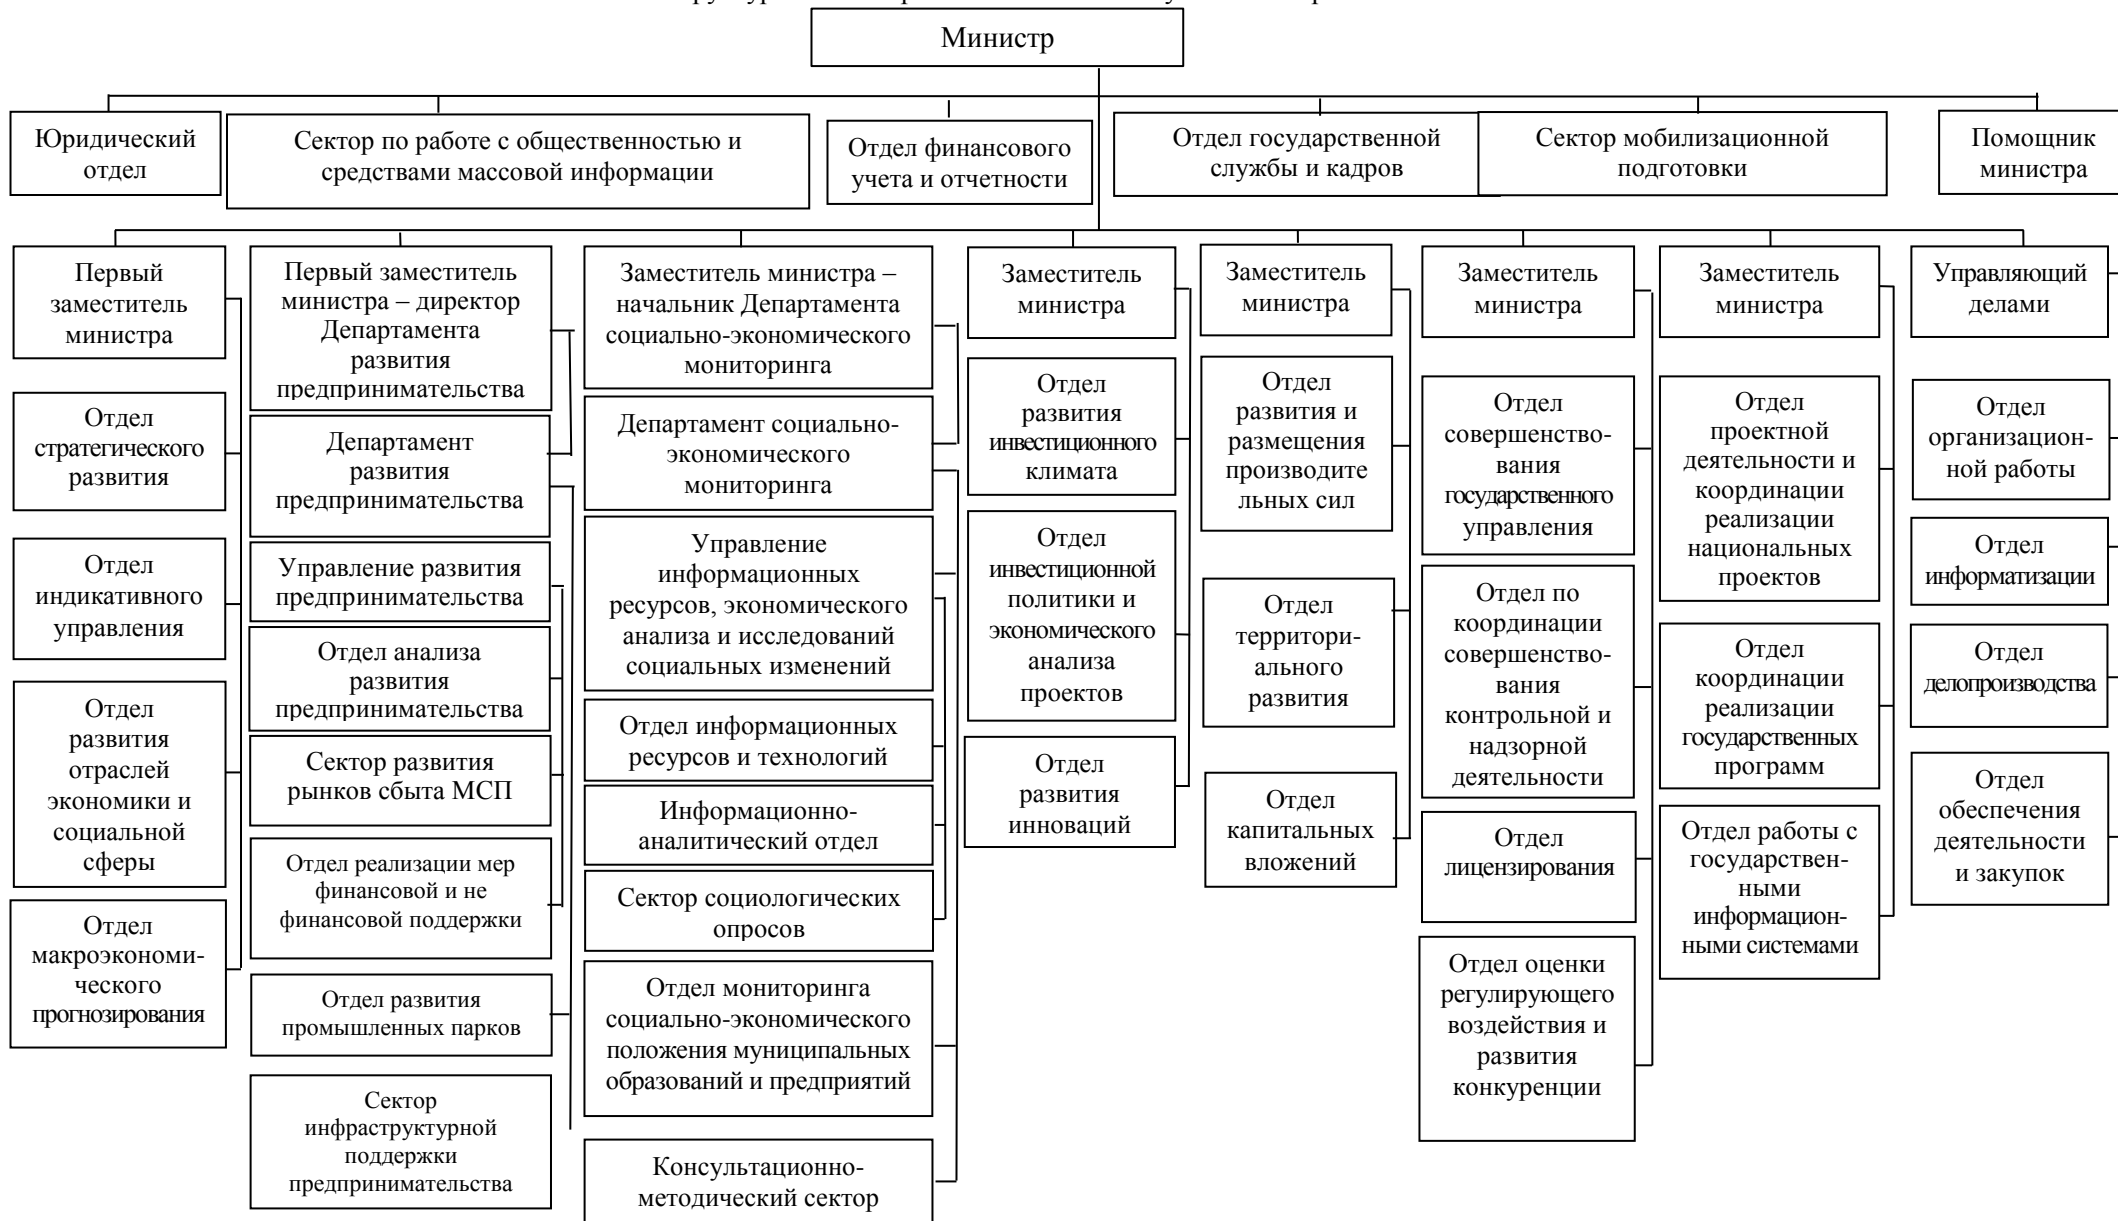 Министр
Юридический
отдел
Сектор по работе с общественностью и
средствами массовой информации
Отдел финансового
учета и отчетности
Отдел государственной
службы и кадров
Сектор мобилизационной
подготовки
Помощник
министра
Первый
заместитель
министра
Отдел
стратегического
развития
Отдел
индикативного
управления
Отдел
развития
отраслей
экономики и
социальной
сферы
Отдел
макроэкономи-
ческого
прогнозирования
Первый заместитель
министра – директор
Департамента
развития
предпринимательства
Департамент
развития
предпринимательства
Управление развития
предпринимательства
Отдел анализа
развития
предпринимательства
Сектор развития
рынков сбыта МСП
Отдел реализации мер
финансовой и не
финансовой поддержки
Отдел развития
промышленных парков
Сектор
инфраструктурной
поддержки
предпринимательства
Заместитель министра –
начальник Департамента
социально-экономического
мониторинга
Департамент социально-
экономического
мониторинга
Управление
информационных
ресурсов, экономического
анализа и исследований
социальных изменений
Отдел информационных
ресурсов и технологий
Информационно-
аналитический отдел
Сектор социологических
опросов
Отдел мониторинга
социально-экономического
положения муниципальных
образований и предприятий
Консультационно-
методический сектор
Заместитель
министра
Отдел
развития
инвестиционного
климата
Отдел
инвестиционной
политики и
экономического
анализа
проектов
Отдел
развития
инноваций
Заместитель
министра
Отдел
развития и
размещения
производите
льных сил
Отдел
территори-
ального
развития
Отдел
капитальных
вложений
Заместитель
министра
Отдел
совершенство-
вания
государственного
управления
Отдел по
координации
совершенство-
вания
контрольной и
надзорной
деятельности
Отдел
лицензирования
Отдел оценки
регулирующего
воздействия и
развития
конкуренции
Заместитель
министра
Отдел
проектной
деятельности и
координации
реализации
национальных
проектов
Отдел
координации
реализации
государственных
программ
Отдел работы с
государствен-
ными
информацион-
ными системами
Управляющий
делами
Отдел
организацион-
ной работы
Отдел
информатизации
Отдел
делопроизводства
Отдел
обеспечения
деятельности
и закупок